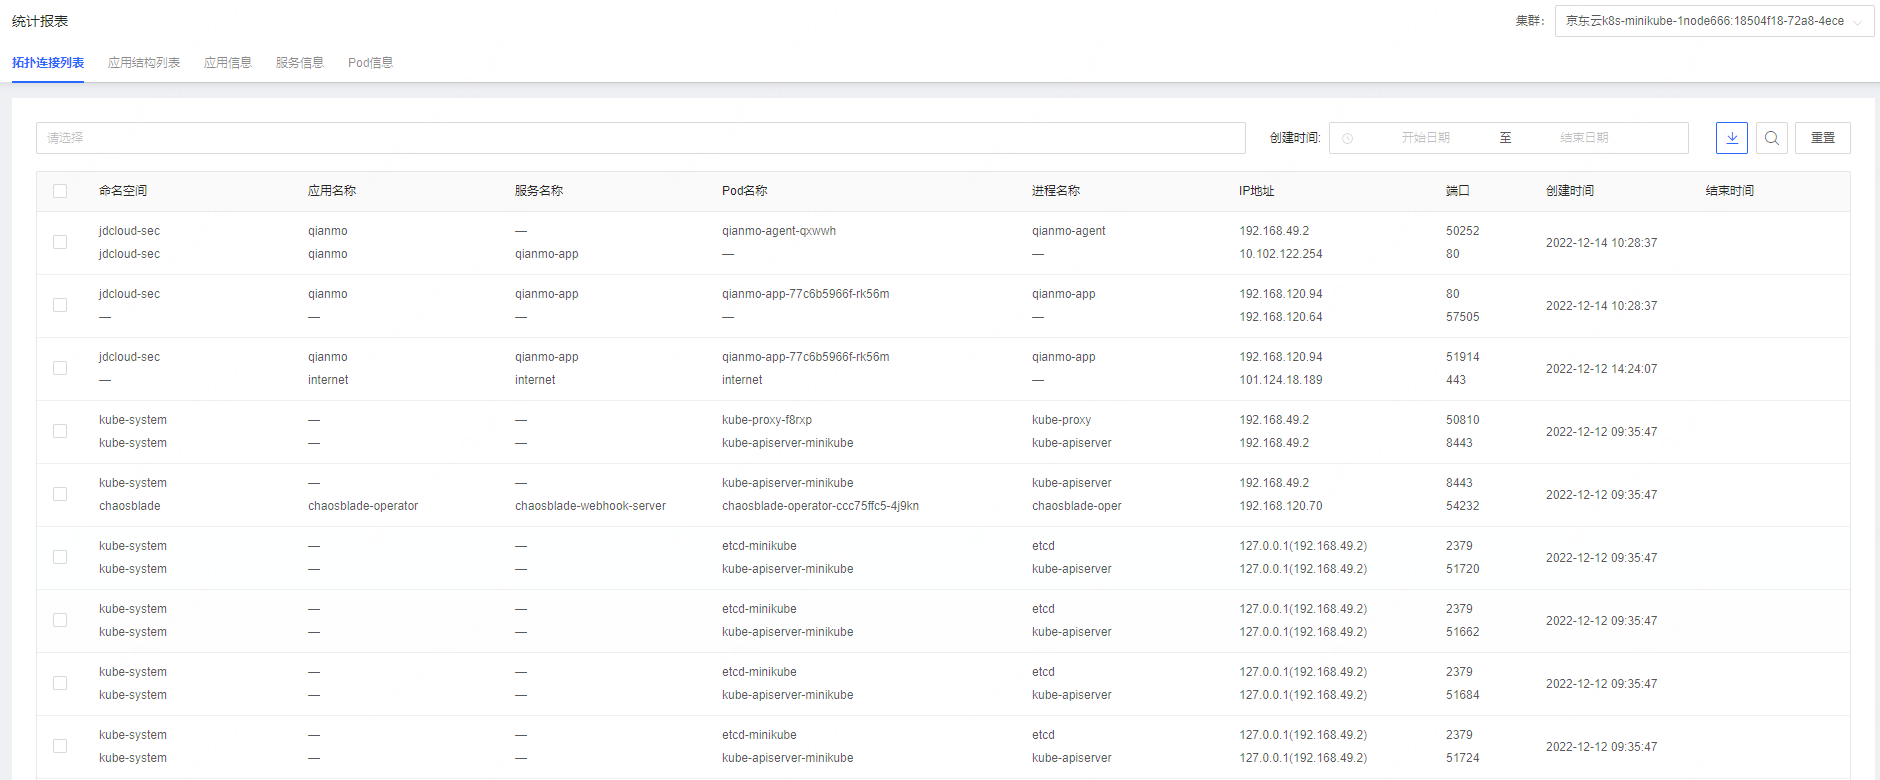 统计报表
集群: 京东云k8s-minikube-1node666:18504f18-72a8-4ece
拓扑连接列表 应用结构列表 应用信息 服务信息 Pod信息
请选择 创建时间: 开始日期 至 结束日期 重置
命名空间 应用名称 服务名称 Pod名称 进程名称 IP地址 端口 创建时间 结束时间
jdcloud-sec qianmo — qianmo-agent-qxwwh qianmo-agent 192.168.49.2 50252
2022-12-14 10:28:37
jdcloud-sec qianmo qianmo-app — — 10.102.122.254 80
jdcloud-sec qianmo qianmo-app qianmo-app-77c6b5966f-rk56m qianmo-app 192.168.120.94 80
2022-12-14 10:28:37
— — — — — 192.168.120.64 57505
jdcloud-sec qianmo qianmo-app qianmo-app-77c6b5966f-rk56m qianmo-app 192.168.120.94 51914
2022-12-12 14:24:07
— internet internet internet — 101.124.18.189 443
kube-system — — kube-proxy-f8rxp kube-proxy 192.168.49.2 50810
2022-12-12 09:35:47
kube-system — — kube-apiserver-minikube kube-apiserver 192.168.49.2 8443
kube-system — — kube-apiserver-minikube kube-apiserver 192.168.49.2 8443
2022-12-12 09:35:47
chaosblade chaosblade-operator chaosblade-webhook-server chaosblade-operator-ccc75ffc5-4j9kn chaosblade-oper 192.168.120.70 54232
kube-system — — etcd-minikube etcd 127.0.0.1(192.168.49.2) 2379
2022-12-12 09:35:47
kube-system — — kube-apiserver-minikube kube-apiserver 127.0.0.1(192.168.49.2) 51720
kube-system — — etcd-minikube etcd 127.0.0.1(192.168.49.2) 2379
2022-12-12 09:35:47
kube-system — — kube-apiserver-minikube kube-apiserver 127.0.0.1(192.168.49.2) 51662
kube-system — — etcd-minikube etcd 127.0.0.1(192.168.49.2) 2379
2022-12-12 09:35:47
kube-system — — kube-apiserver-minikube kube-apiserver 127.0.0.1(192.168.49.2) 51684
kube-system — — etcd-minikube etcd 127.0.0.1(192.168.49.2) 2379
2022-12-12 09:35:47
kube-system — — kube-apiserver-minikube kube-apiserver 127.0.0.1(192.168.49.2) 51724